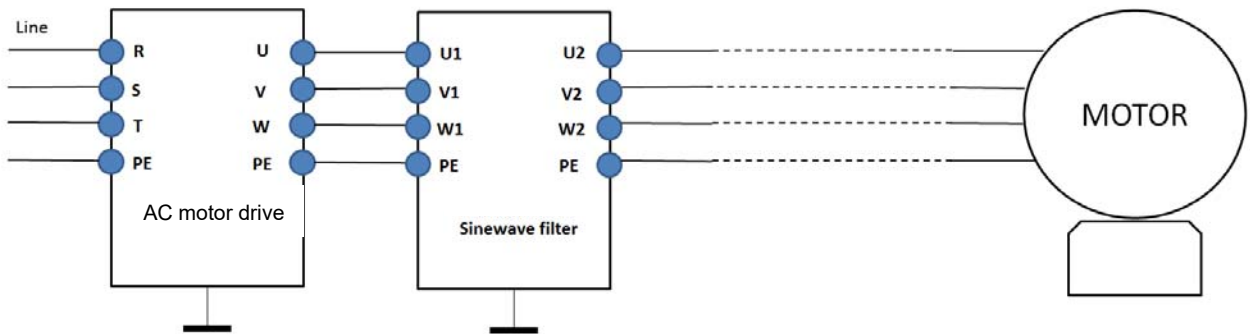 Line
R U U1 U2
S V V1 V2
T W W1 W2
PE PE PE PE
MOTOR
AC motor drive
Sinewave filter